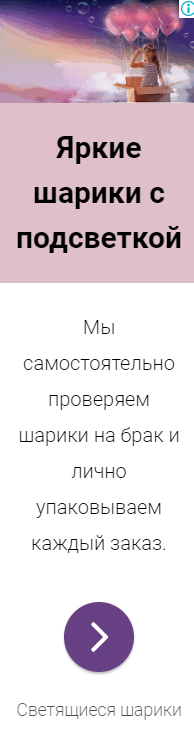 Яркие
шарики с
подсветкой
Мы
самостоятельно
проверяем
шарики на брак и
лично
упаковываем
каждый заказ.
Светящиеся шарики